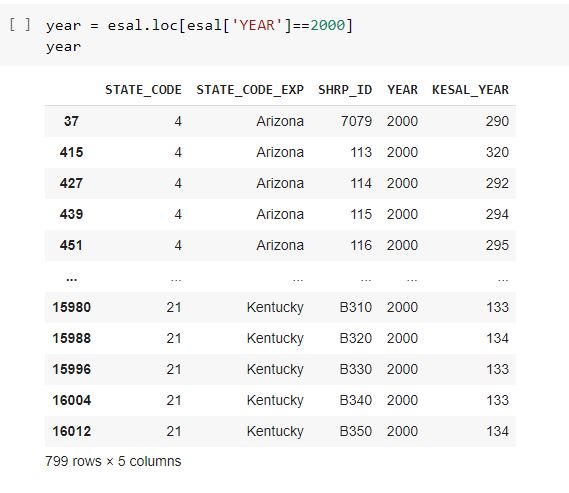 [ ] year = esal.loc[esal['YEAR']==2000]
year
STATE_CODE STATE_CODE_EXP SHRP_ID YEAR KESAL_YEAR
37 4 Arizona 7079 2000 290
415 4 Arizona 113 2000 320
427 4 Arizona 114 2000 292
439 4 Arizona 115 2000 294
451 4 Arizona 116 2000 295
... ... ... ... ... ...
15980 21 Kentucky B310 2000 133
15988 21 Kentucky B320 2000 134
15996 21 Kentucky B330 2000 133
16004 21 Kentucky B340 2000 133
16012 21 Kentucky B350 2000 134
799 rows × 5 columns